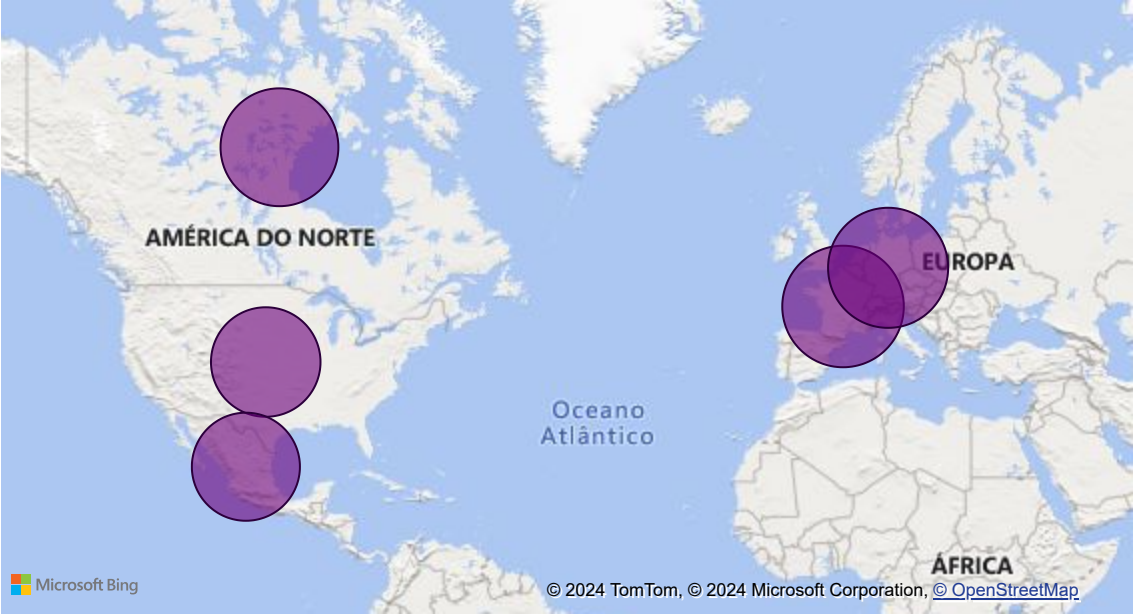 AMÉRICA DO NORTE
EUROPA
Oceano
Atlântico
ÁFRICA
Microsoft Bing
© 2024 TomTom, © 2024 Microsoft Corporation, © OpenStreetMap